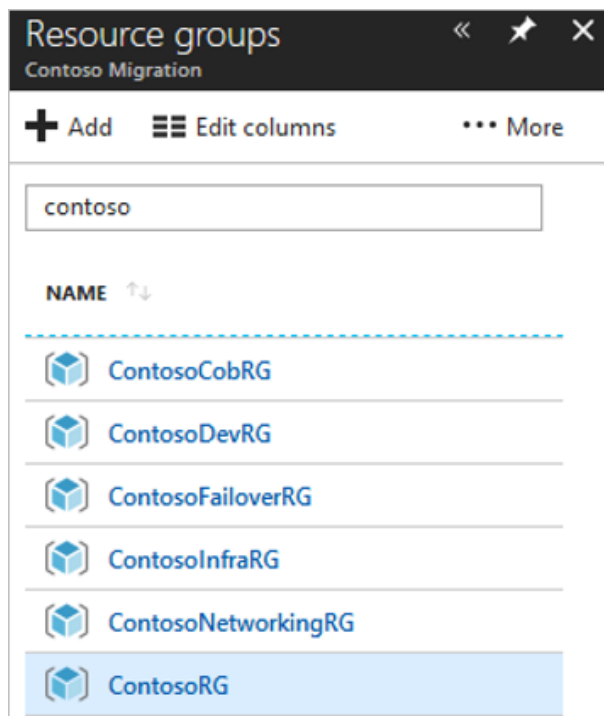 Resource groups
Contoso Migration
Add Edit columns ••• More
contoso
NAME
ContosoCobRG
ContosoDevRG
ContosoFailoverRG
ContosoInfraRG
ContosoNetworkingRG
ContosoRG